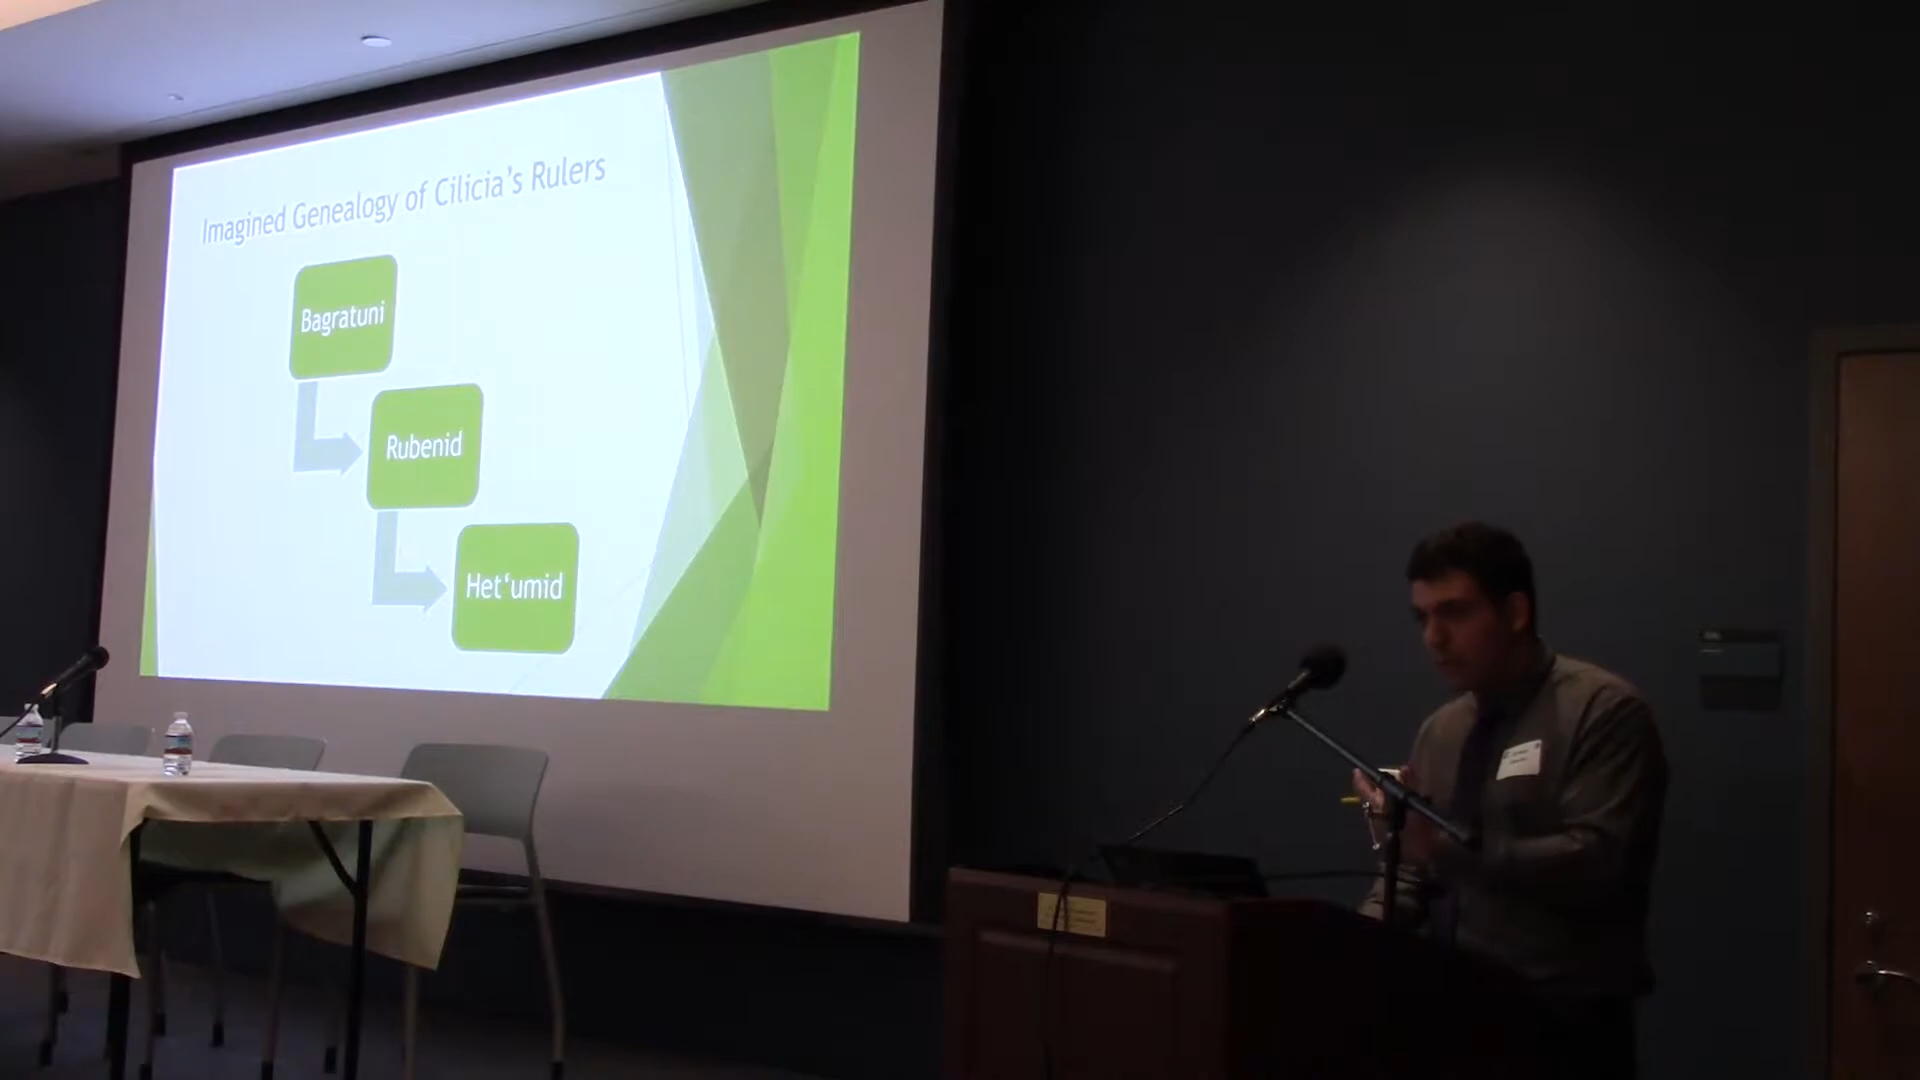 Imagined Genealogy of Cilicia’s Rulers
Bagratuni
Rubenid
Het‘umid